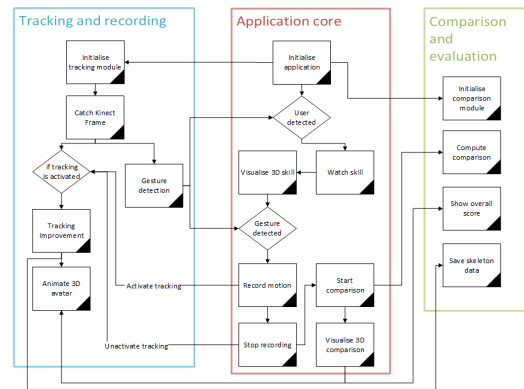 Tracking and recording
Application core
Comparison
and
evaluation
Initialise
tracking module
Initialise
application
Initialise
comparison
module
Catch Kinect
Frame
User
detected
Compute
comparison
if tracking
is activated
Gesture
detection
Visualise 3D skill
Watch skill
Show overall
score
Tracking
improvement
Gesture
detected
Save skeleton
data
Animate 3D
avatar
Activate tracking
Record motion
Start
comparison
Unactivate tracking
Stop recording
Visualise 3D
comparison